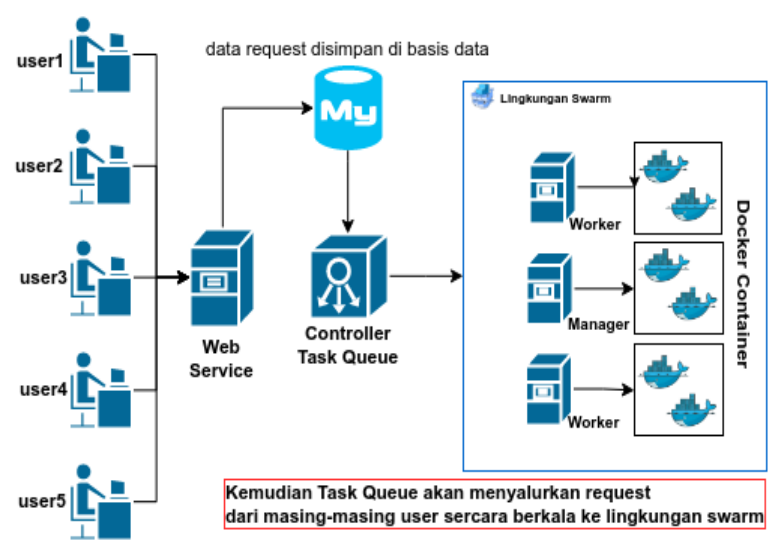 data request disimpan di basis data
user1
user2
user3
user4
user5
My
Web
Service
Controller
Task Queue
Lingkungan Swarm
Worker
Manager
Worker
Docker Container
Kemudian Task Queue akan menyalurkan request
dari masing-masing user sercara berkala ke lingkungan swarm